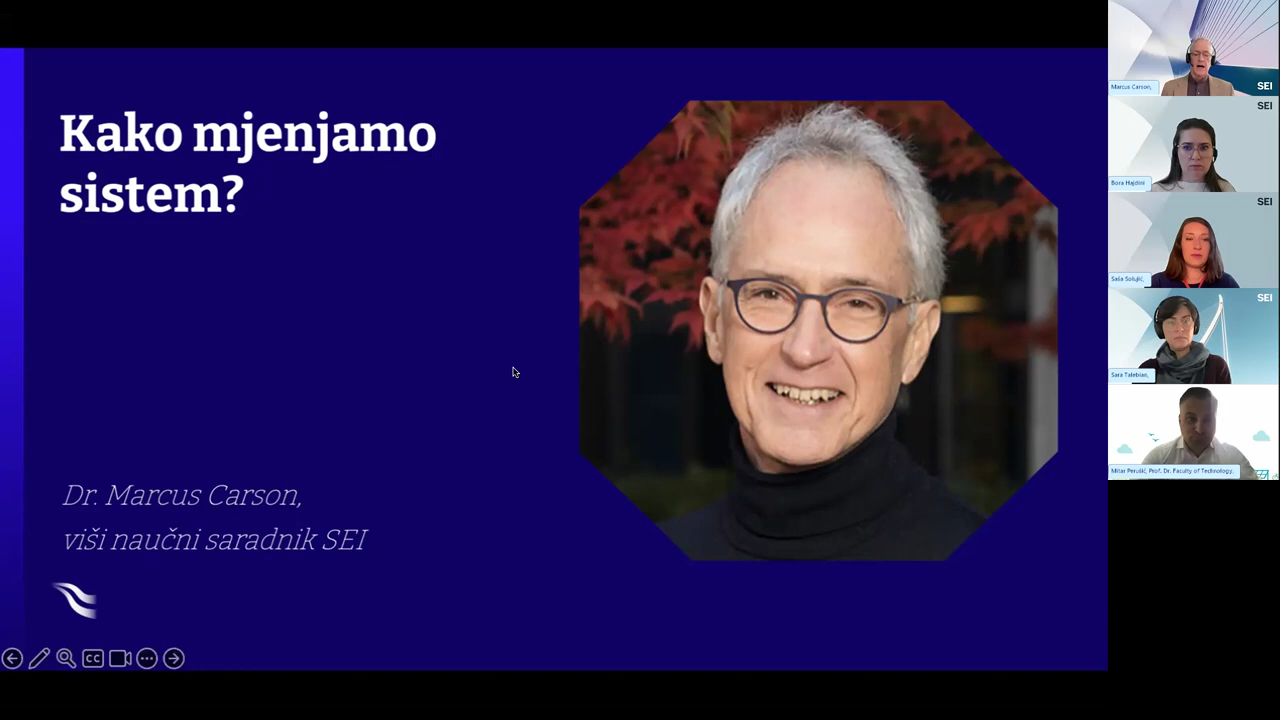 Kako mjenjamo
sistem?
Dr. Marcus Carson,
viši naučni saradnik SEI
CC
Marcus Carson,
SEI
SEI
Bora Hajdini
SEI
Saša Solujić,
SEI
Sara Talebian,
Mitar Perušić, Prof. Dr. Faculty of Technology,